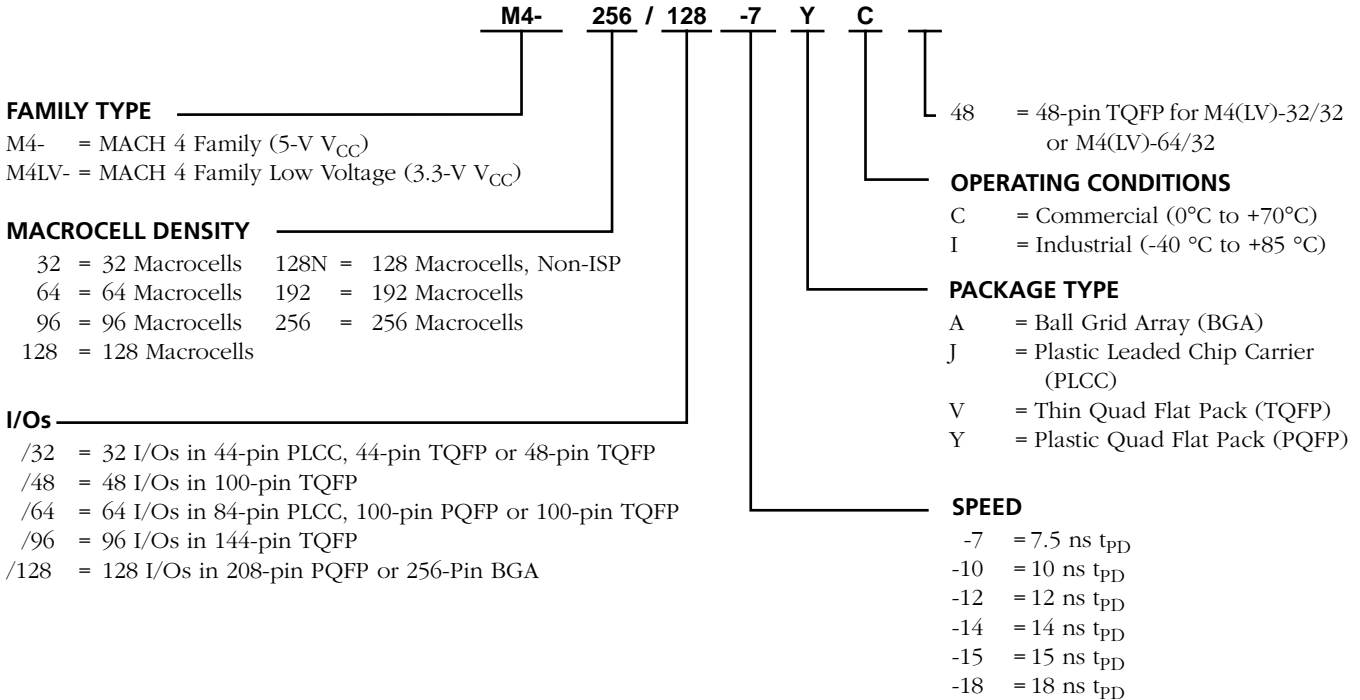 M4- 256 / 128 -7 Y C
FAMILY TYPE
M4- = MACH 4 Family (5-V VCC)
M4LV- = MACH 4 Family Low Voltage (3.3-V VCC)
MACROCELL DENSITY
32 = 32 Macrocells 128N = 128 Macrocells, Non-ISP
64 = 64 Macrocells 192 = 192 Macrocells
96 = 96 Macrocells 256 = 256 Macrocells
128 = 128 Macrocells
I/Os
/32 = 32 I/Os in 44-pin PLCC, 44-pin TQFP or 48-pin TQFP
/48 = 48 I/Os in 100-pin TQFP
/64 = 64 I/Os in 84-pin PLCC, 100-pin PQFP or 100-pin TQFP
/96 = 96 I/Os in 144-pin TQFP
/128 = 128 I/Os in 208-pin PQFP or 256-Pin BGA
48 = 48-pin TQFP for M4(LV)-32/32
or M4(LV)-64/32
OPERATING CONDITIONS
C = Commercial (0°C to +70°C)
I = Industrial (-40 °C to +85 °C)
PACKAGE TYPE
A = Ball Grid Array (BGA)
J = Plastic Leaded Chip Carrier
(PLCC)
V = Thin Quad Flat Pack (TQFP)
Y = Plastic Quad Flat Pack (PQFP)
SPEED
-7 = 7.5 ns tPD
-10 = 10 ns tPD
-12 = 12 ns tPD
-14 = 14 ns tPD
-15 = 15 ns tPD
-18 = 18 ns tPD